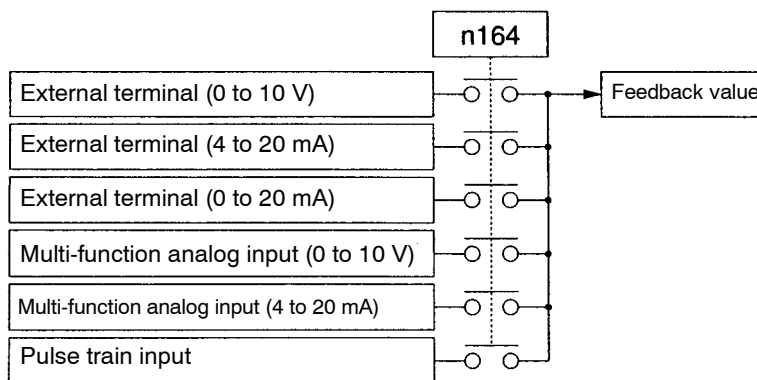 n164
External terminal (0 to 10 V)
Feedback value
External terminal (4 to 20 mA)
External terminal (0 to 20 mA)
Multi-function analog input (0 to 10 V)
Multi-function analog input (4 to 20 mA)
Pulse train input